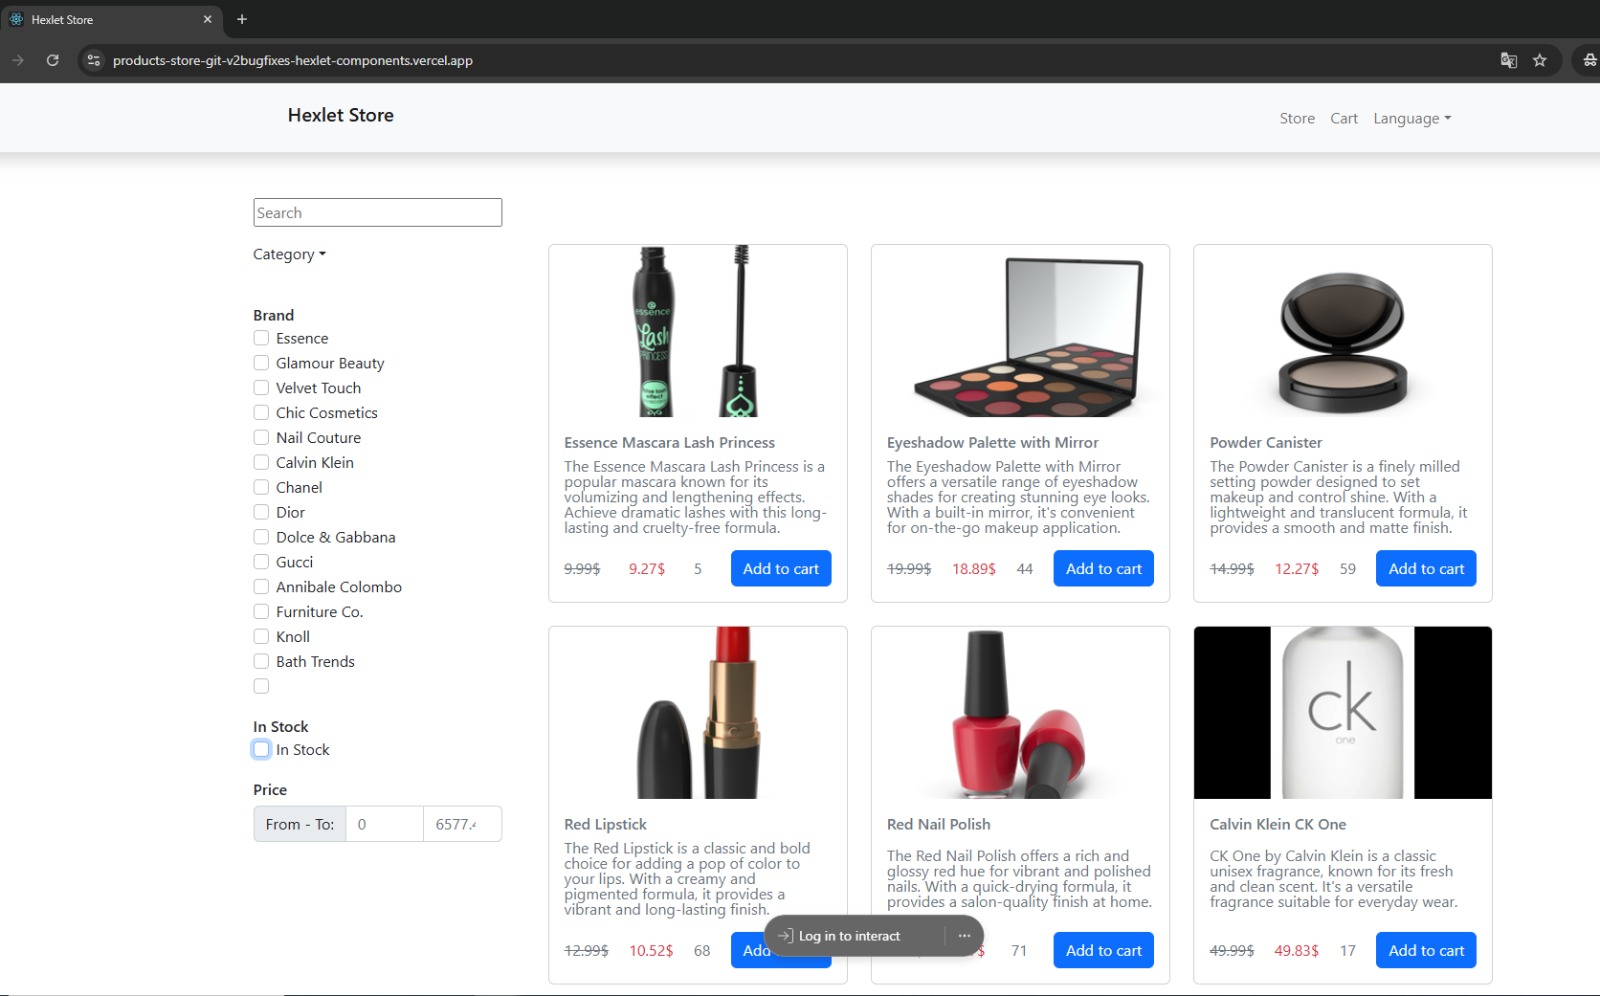 Hexlet Store
products-store-git-v2bugfixes-hexlet-components.vercel.app
Hexlet Store
Store
Cart
Language
Search
Category
Brand
Essence
Glamour Beauty
Velvet Touch
Chic Cosmetics
Nail Couture
Calvin Klein
Chanel
Dior
Dolce & Gabbana
Gucci
Annibale Colombo
Furniture Co.
Knoll
Bath Trends
In Stock
In Stock
Price
From - To:
0
6577.
essence
Lash
PRINCESS
Essence Mascara Lash Princess
The Essence Mascara Lash Princess is a
popular mascara known for its
volumizing and lengthening effects.
Achieve dramatic lashes with this long-
lasting and cruelty-free formula.
9.99$
9.27$
5
Add to cart
Eyeshadow Palette with Mirror
The Eyeshadow Palette with Mirror
offers a versatile range of eyeshadow
shades for creating stunning eye looks.
With a built-in mirror, it's convenient
for on-the-go makeup application.
19.99$
18.89$
44
Add to cart
Powder Canister
The Powder Canister is a finely milled
setting powder designed to set
makeup and control shine. With a
lightweight and translucent formula, it
provides a smooth and matte finish.
14.99$
12.27$
59
Add to cart
Red Lipstick
The Red Lipstick is a classic and bold
choice for adding a pop of color to
your lips. With a creamy and
pigmented formula, it provides a
vibrant and long-lasting finish.
12.99$
10.52$
68
Add
Red Nail Polish
The Red Nail Polish offers a rich and
glossy red hue for vibrant and polished
nails. With a quick-drying formula, it
provides a salon-quality finish at home.
$
71
Add to cart
ck
one
Calvin Klein CK One
CK One by Calvin Klein is a classic
unisex fragrance, known for its fresh
and clean scent. It's a versatile
fragrance suitable for everyday wear.
49.99$
49.83$
17
Add to cart
Log in to interact